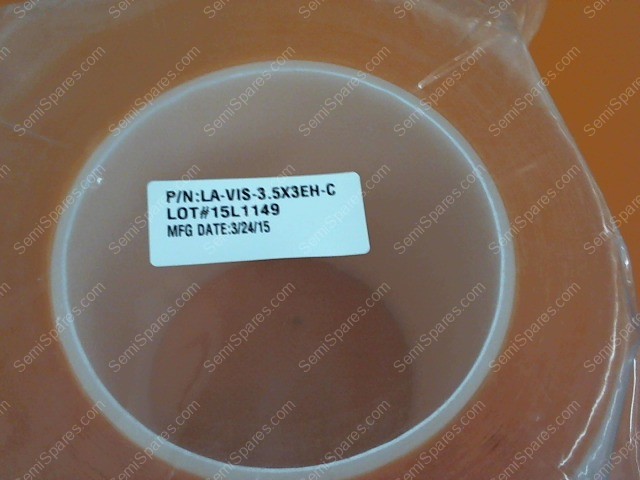 P/N:LA-VIS-3.5X3EH-C
LOT#15L1149
MFG DATE:3/24/15
SemiSpares.com